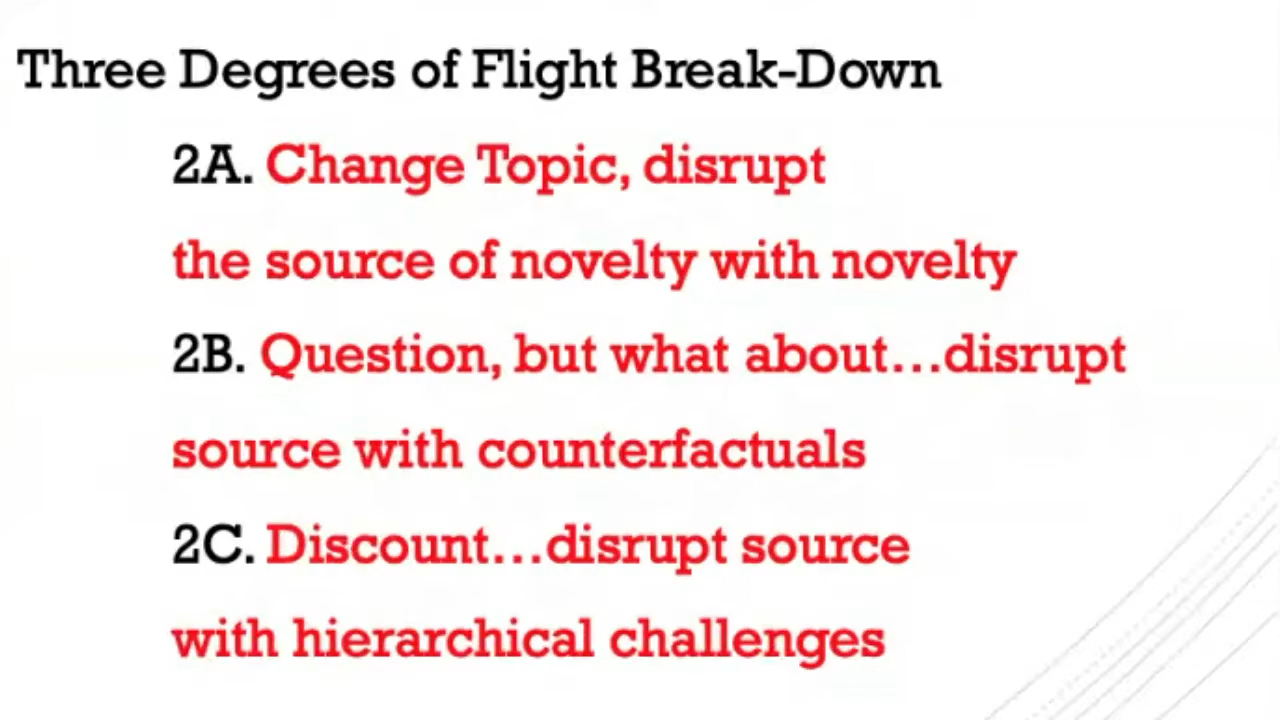 Three Degrees of Flight Break-Down
2A. Change Topic, disrupt
the source of novelty with novelty
2B. Question, but what about...disrupt
source with counterfactuals
2C. Discount...disrupt source
with hierarchical challenges